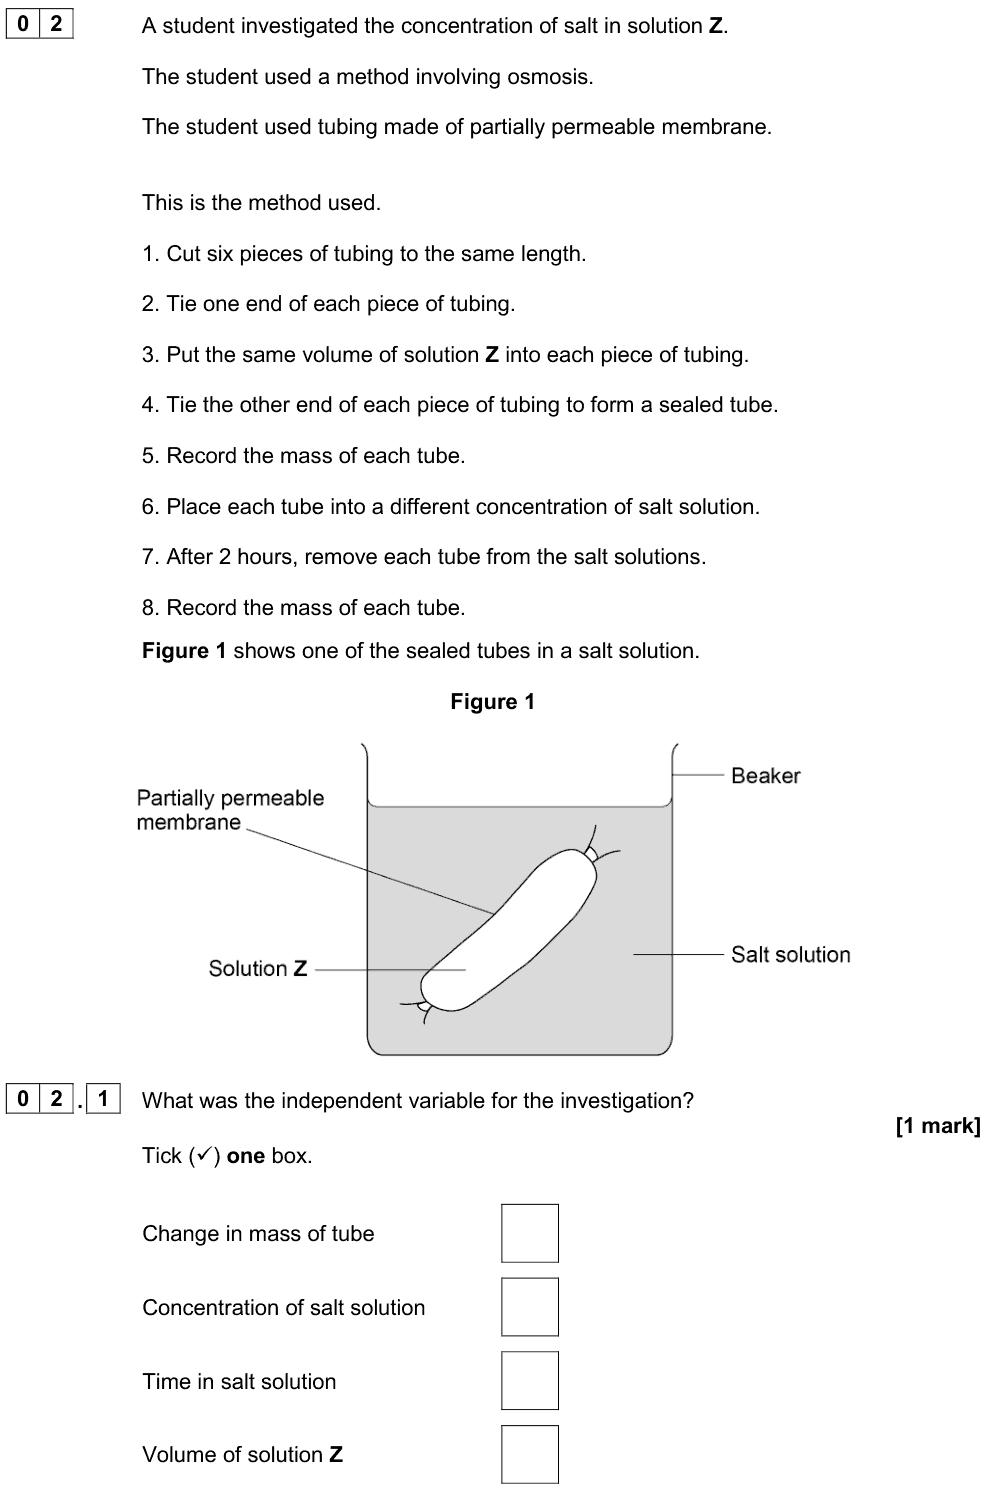 0 2 A student investigated the concentration of salt in solution Z.
The student used a method involving osmosis.
The student used tubing made of partially permeable membrane.
This is the method used.
1. Cut six pieces of tubing to the same length.
2. Tie one end of each piece of tubing.
3. Put the same volume of solution Z into each piece of tubing.
4. Tie the other end of each piece of tubing to form a sealed tube.
5. Record the mass of each tube.
6. Place each tube into a different concentration of salt solution.
7. After 2 hours, remove each tube from the salt solutions.
8. Record the mass of each tube.
Figure 1 shows one of the sealed tubes in a salt solution.
Figure 1
Beaker
Partially permeable
membrane
Salt solution
Solution Z
0 2 . 1 What was the independent variable for the investigation?
[1 mark]
Tick (✓) one box.
Change in mass of tube
Concentration of salt solution
Time in salt solution
Volume of solution Z